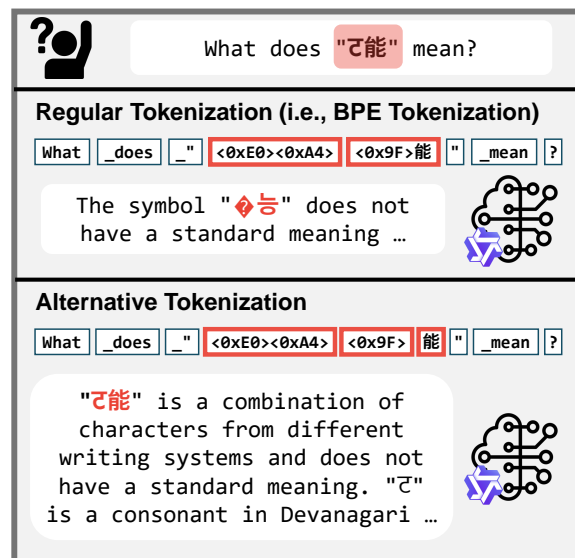 ?
What does "ट能" mean?
Regular Tokenization (i.e., BPE Tokenization)
What _does _" <0xE0><0xA4> <0x9F>能 " _mean ?
The symbol "�능" does not
have a standard meaning …
Alternative Tokenization
What _does _" <0xE0><0xA4> <0x9F> 能 " _mean ?
"ट能" is a combination of
characters from different
writing systems and does not
have a standard meaning. "ट"
is a consonant in Devanagari …